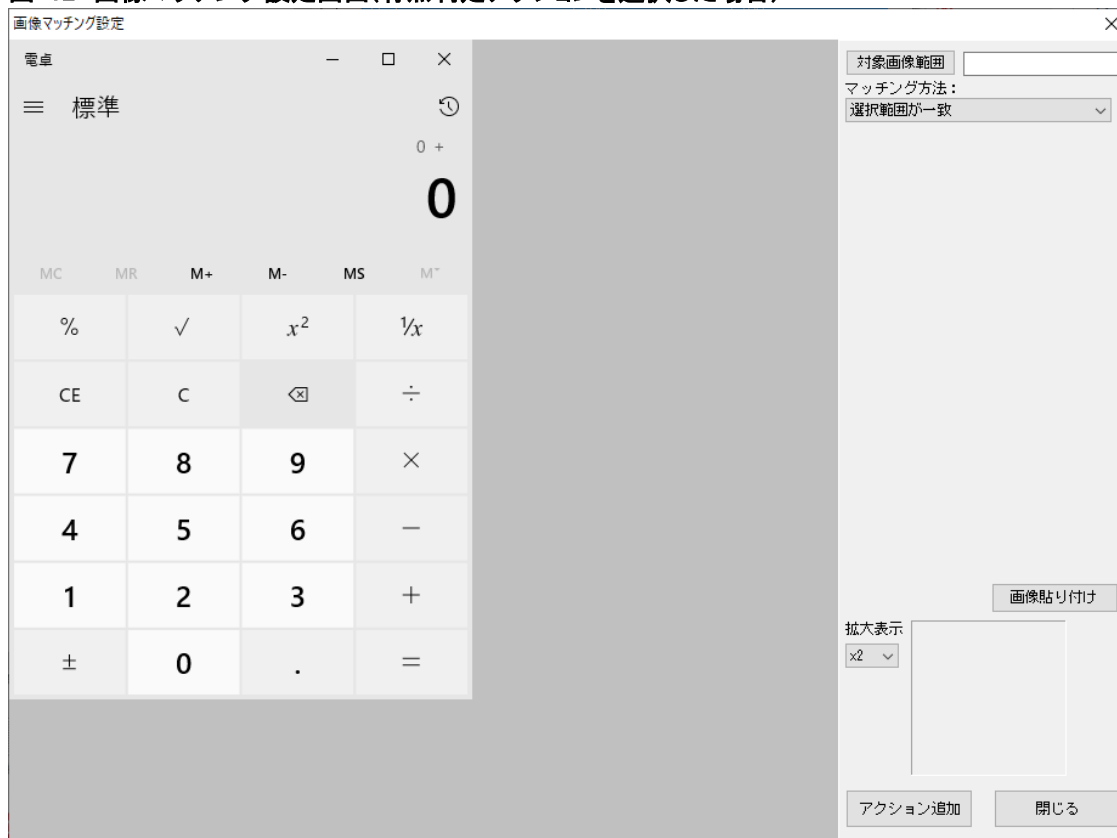 画像マッチング設定
電卓
標準
0 +
0
MC MR M+ M- MS M˅
% √ x² ¹/x
CE C ÷
7 8 9 ×
4 5 6 −
1 2 3 +
± 0 . =
対象画像範囲
マッチング方法：
選択範囲が一致
画像貼り付け
拡大表示
x2
アクション追加 閉じる